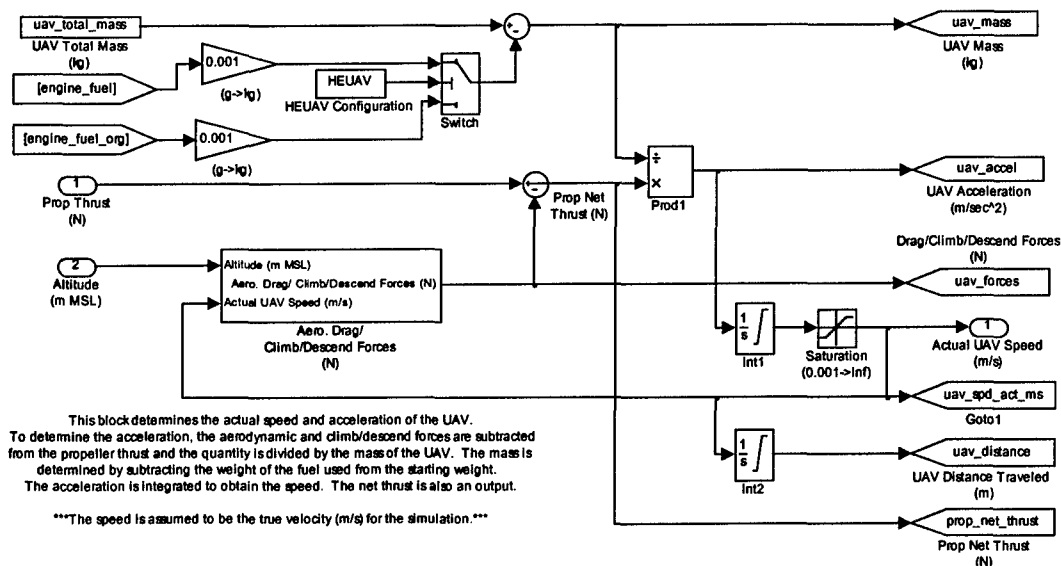 uav_total_mass
UAV Total Mass
(kg)
[engine_fuel]
0.001
(g->kg)
HEUAV
HEUAV Configuration
Switch
[engine_fuel_org]
0.001
(g->kg)
+
-
uav_mass
UAV Mass
(kg)
1
Prop Thrust
(N)
+
-
Prop Net
Thrust (N)
÷
×
Prod1
uav_accel
UAV Acceleration
(m/sec^2)
2
Altitude
(m MSL)
Altitude (m MSL)
Aero. Drag/ Climb/Descend Forces (N)
Actual UAV Speed (m/s)
Aero. Drag/
Climb/Descend Forces
(N)
Drag/Climb/Descend Forces
(N)
uav_forces
1
s
Int1
Saturation
(0.001->Inf)
1
Actual UAV Speed
(m/s)
uav_spd_act_ms
Goto1
1
s
Int2
uav_distance
UAV Distance Traveled
(m)
prop_net_thrust
Prop Net Thrust
(N)
This block determines the actual speed and acceleration of the UAV.
To determine the acceleration, the aerodynamic and climb/descend forces are subtracted
from the propeller thrust and the quantity is divided by the mass of the UAV. The mass is
determined by subtracting the weight of the fuel used from the starting weight.
The acceleration is integrated to obtain the speed. The net thrust is also an output.
***The speed is assumed to be the true velocity (m/s) for the simulation.***